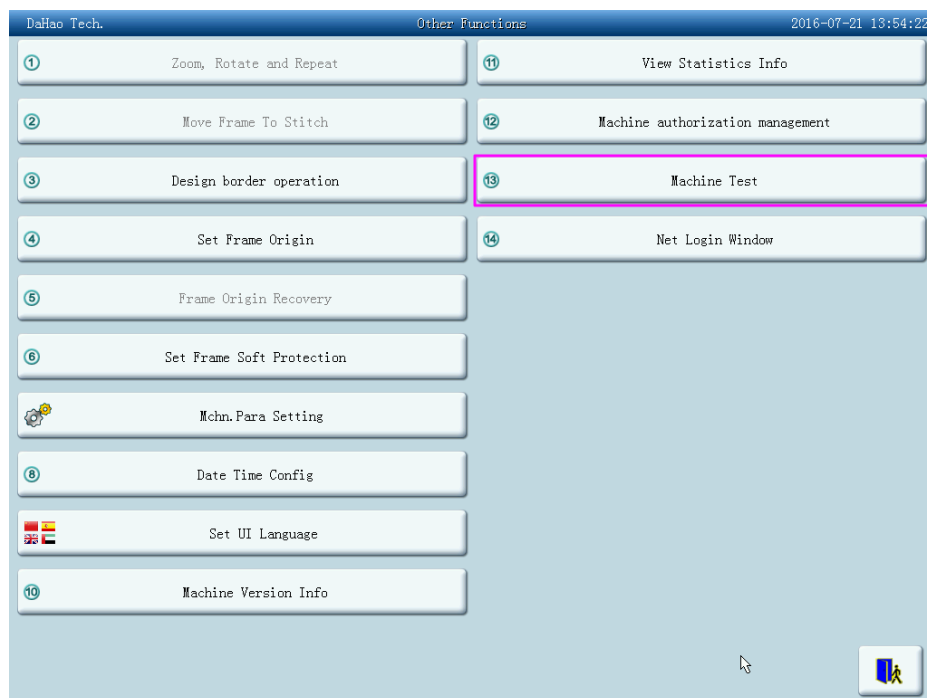 DaHao Tech. Other Functions 2016-07-21 13:54:22
① Zoom, Rotate and Repeat
② Move Frame To Stitch
③ Design border operation
④ Set Frame Origin
⑤ Frame Origin Recovery
⑥ Set Frame Soft Protection
Mchn.Para Setting
⑧ Date Time Config
Set UI Language
⑩ Machine Version Info
⑪ View Statistics Info
⑫ Machine authorization management
⑬ Machine Test
⑭ Net Login Window